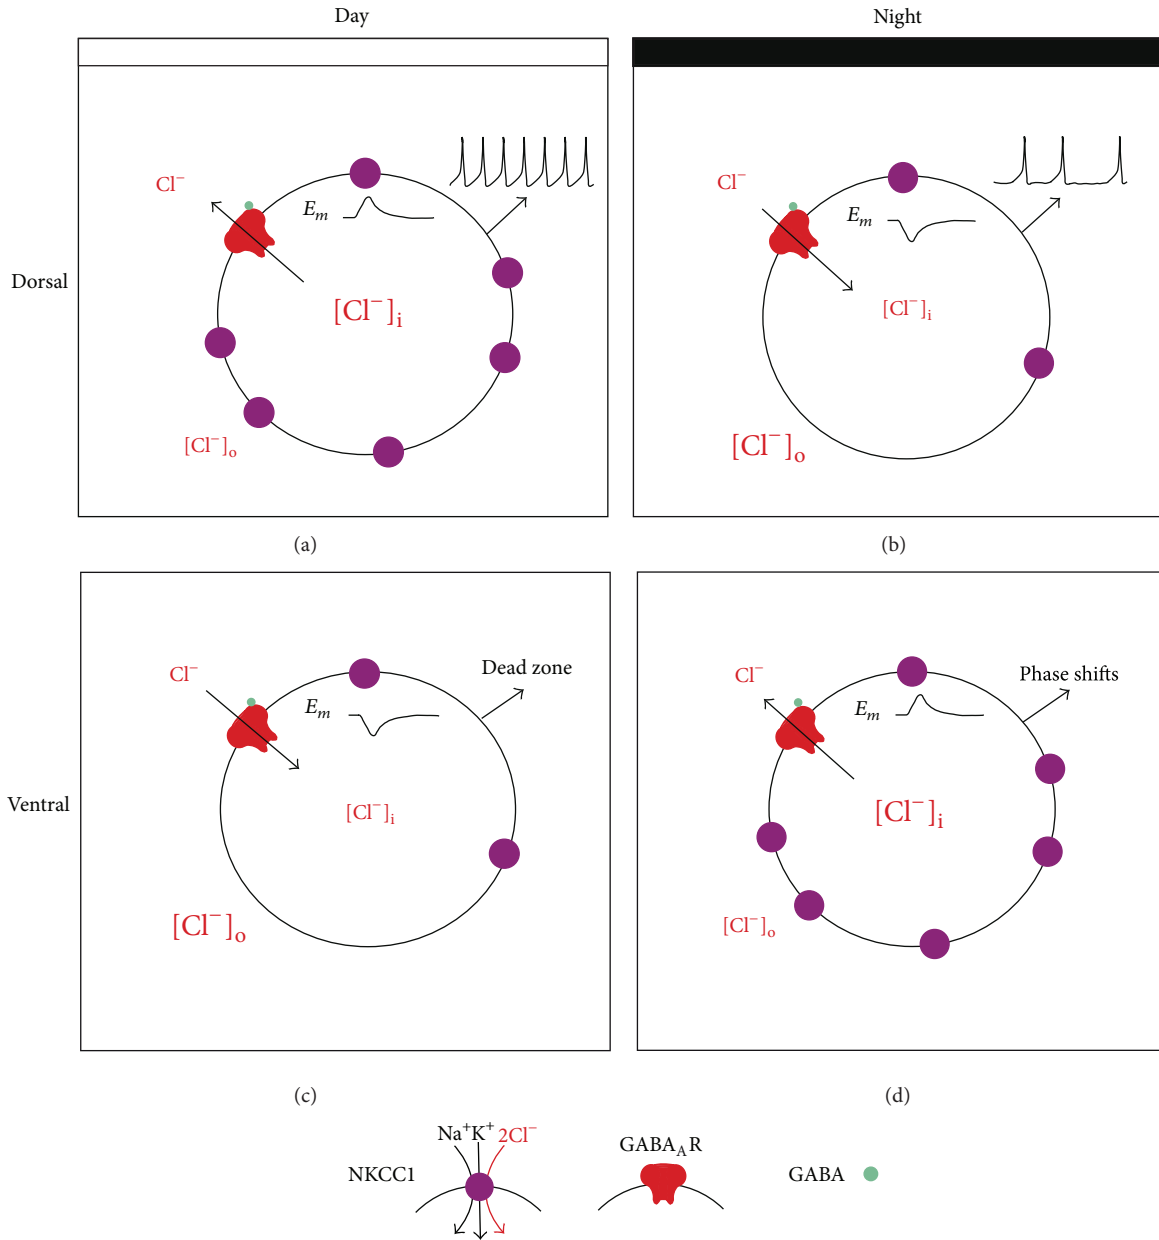 Day
Night
Dorsal
Cl⁻
Eₘ
[Cl⁻]ᵢ
[Cl⁻]ₒ
(a)
Cl⁻
Eₘ
[Cl⁻]ᵢ
[Cl⁻]ₒ
(b)
Ventral
Cl⁻
Eₘ
Dead zone
[Cl⁻]ᵢ
[Cl⁻]ₒ
(c)
Cl⁻
Eₘ
Phase shifts
[Cl⁻]ᵢ
[Cl⁻]ₒ
(d)
Na⁺K⁺ 2Cl⁻
NKCC1
GABA_AR
GABA